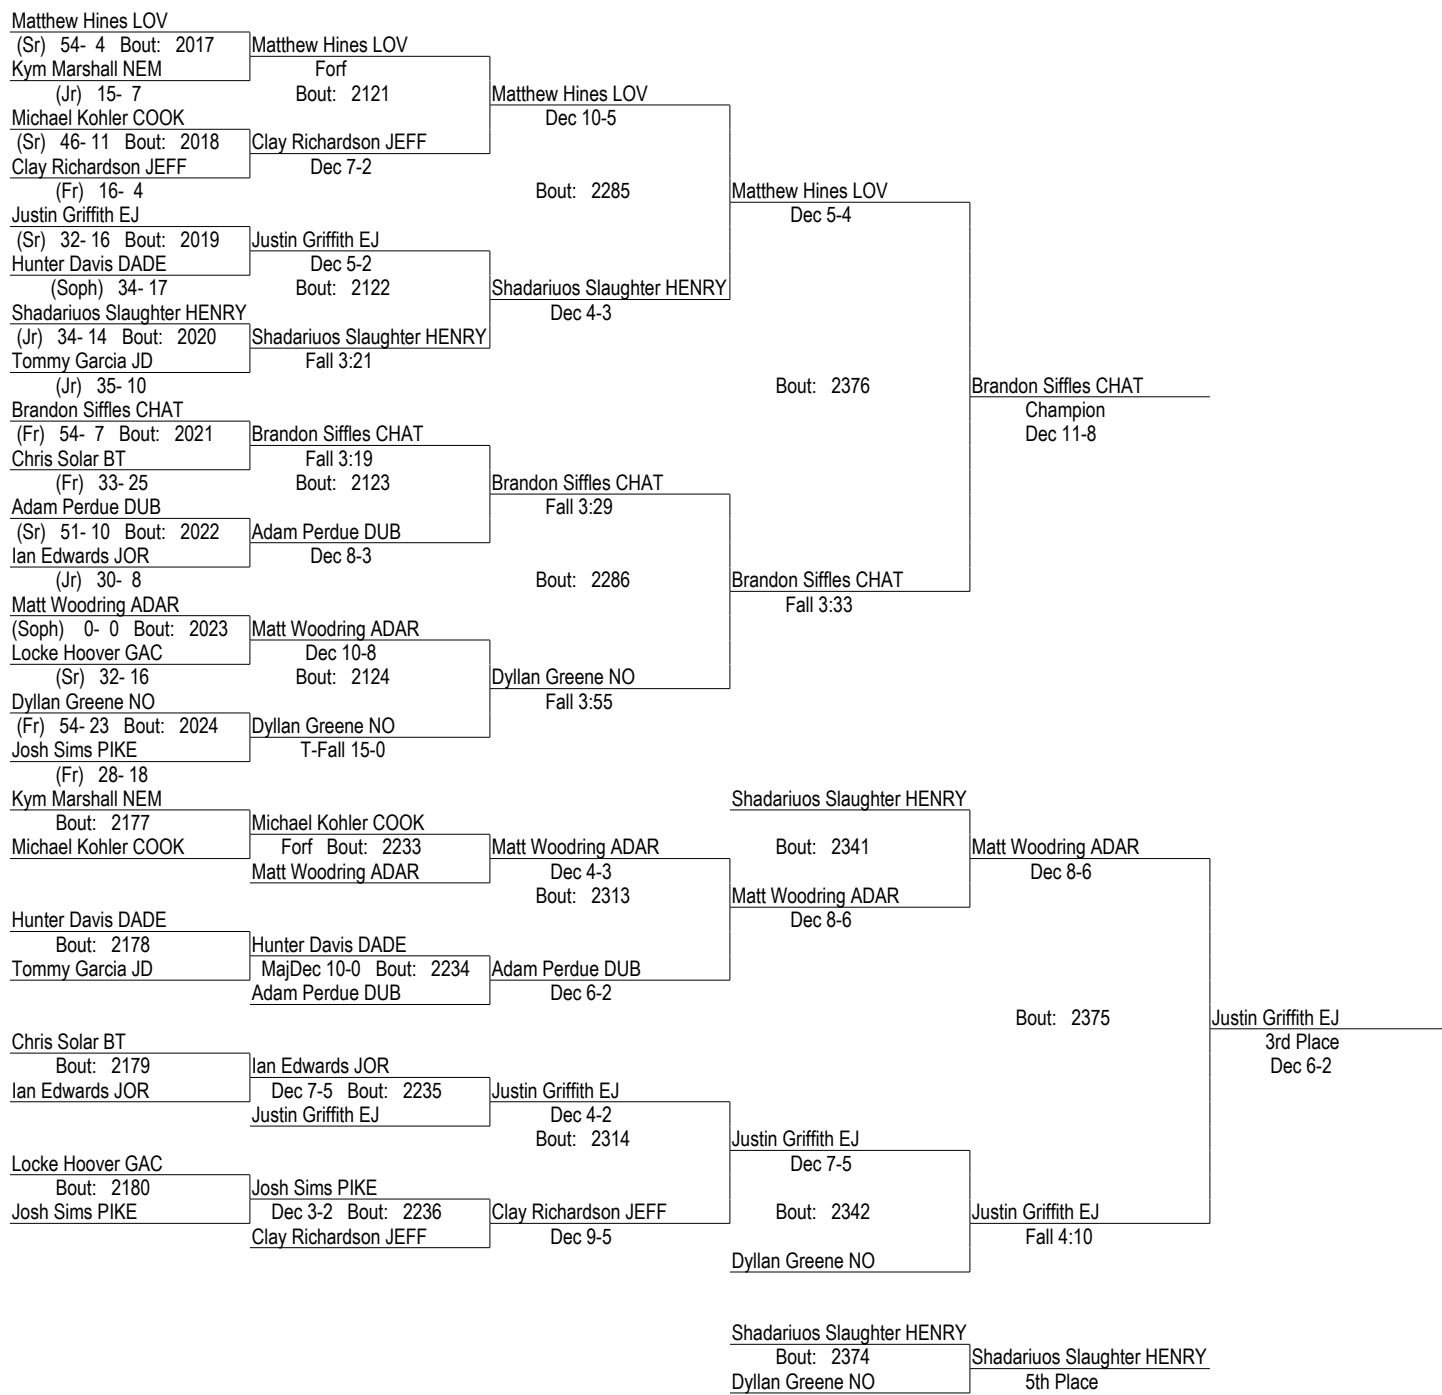 Matthew Hines LOV
(Sr) 54- 4 Bout: 2017 Matthew Hines LOV
Kym Marshall NEM Forf
(Jr) 15- 7 Bout: 2121 Matthew Hines LOV
Michael Kohler COOK Dec 10-5
(Sr) 46- 11 Bout: 2018 Clay Richardson JEFF
Clay Richardson JEFF Dec 7-2
(Fr) 16- 4 Bout: 2285 Matthew Hines LOV
Justin Griffith EJ Dec 5-4
(Sr) 32- 16 Bout: 2019 Justin Griffith EJ
Hunter Davis DADE Dec 5-2
(Soph) 34- 17 Bout: 2122 Shadariuos Slaughter HENRY
Shadariuos Slaughter HENRY Dec 4-3
(Jr) 34- 14 Bout: 2020 Shadariuos Slaughter HENRY
Tommy Garcia JD Fall 3:21
(Jr) 35- 10 Bout: 2376 Brandon Siffles CHAT
Brandon Siffles CHAT Champion
(Fr) 54- 7 Bout: 2021 Brandon Siffles CHAT Dec 11-8
Chris Solar BT Fall 3:19
(Fr) 33- 25 Bout: 2123 Brandon Siffles CHAT
Adam Perdue DUB Fall 3:29
(Sr) 51- 10 Bout: 2022 Adam Perdue DUB
Ian Edwards JOR Dec 8-3
(Jr) 30- 8 Bout: 2286 Brandon Siffles CHAT
Matt Woodring ADAR Fall 3:33
(Soph) 0- 0 Bout: 2023 Matt Woodring ADAR
Locke Hoover GAC Dec 10-8
(Sr) 32- 16 Bout: 2124 Dyllan Greene NO
Dyllan Greene NO Fall 3:55
(Fr) 54- 23 Bout: 2024 Dyllan Greene NO
Josh Sims PIKE T-Fall 15-0
(Fr) 28- 18
Kym Marshall NEM Shadariuos Slaughter HENRY
Bout: 2177 Michael Kohler COOK
Michael Kohler COOK Forf Bout: 2233 Matt Woodring ADAR Bout: 2341 Matt Woodring ADAR
Matt Woodring ADAR Dec 4-3 Dec 8-6
Bout: 2313 Matt Woodring ADAR
Hunter Davis DADE Dec 8-6
Bout: 2178 Hunter Davis DADE
Tommy Garcia JD MajDec 10-0 Bout: 2234 Adam Perdue DUB
Adam Perdue DUB Dec 6-2
Bout: 2375 Justin Griffith EJ
Chris Solar BT 3rd Place
Bout: 2179 Ian Edwards JOR Dec 6-2
Ian Edwards JOR Dec 7-5 Bout: 2235 Justin Griffith EJ
Justin Griffith EJ Dec 4-2
Bout: 2314 Justin Griffith EJ
Locke Hoover GAC Dec 7-5
Bout: 2180 Josh Sims PIKE
Josh Sims PIKE Dec 3-2 Bout: 2236 Clay Richardson JEFF Bout: 2342 Justin Griffith EJ
Clay Richardson JEFF Dec 9-5 Fall 4:10
Dyllan Greene NO
Shadariuos Slaughter HENRY
Bout: 2374 Shadariuos Slaughter HENRY
Dyllan Greene NO 5th Place